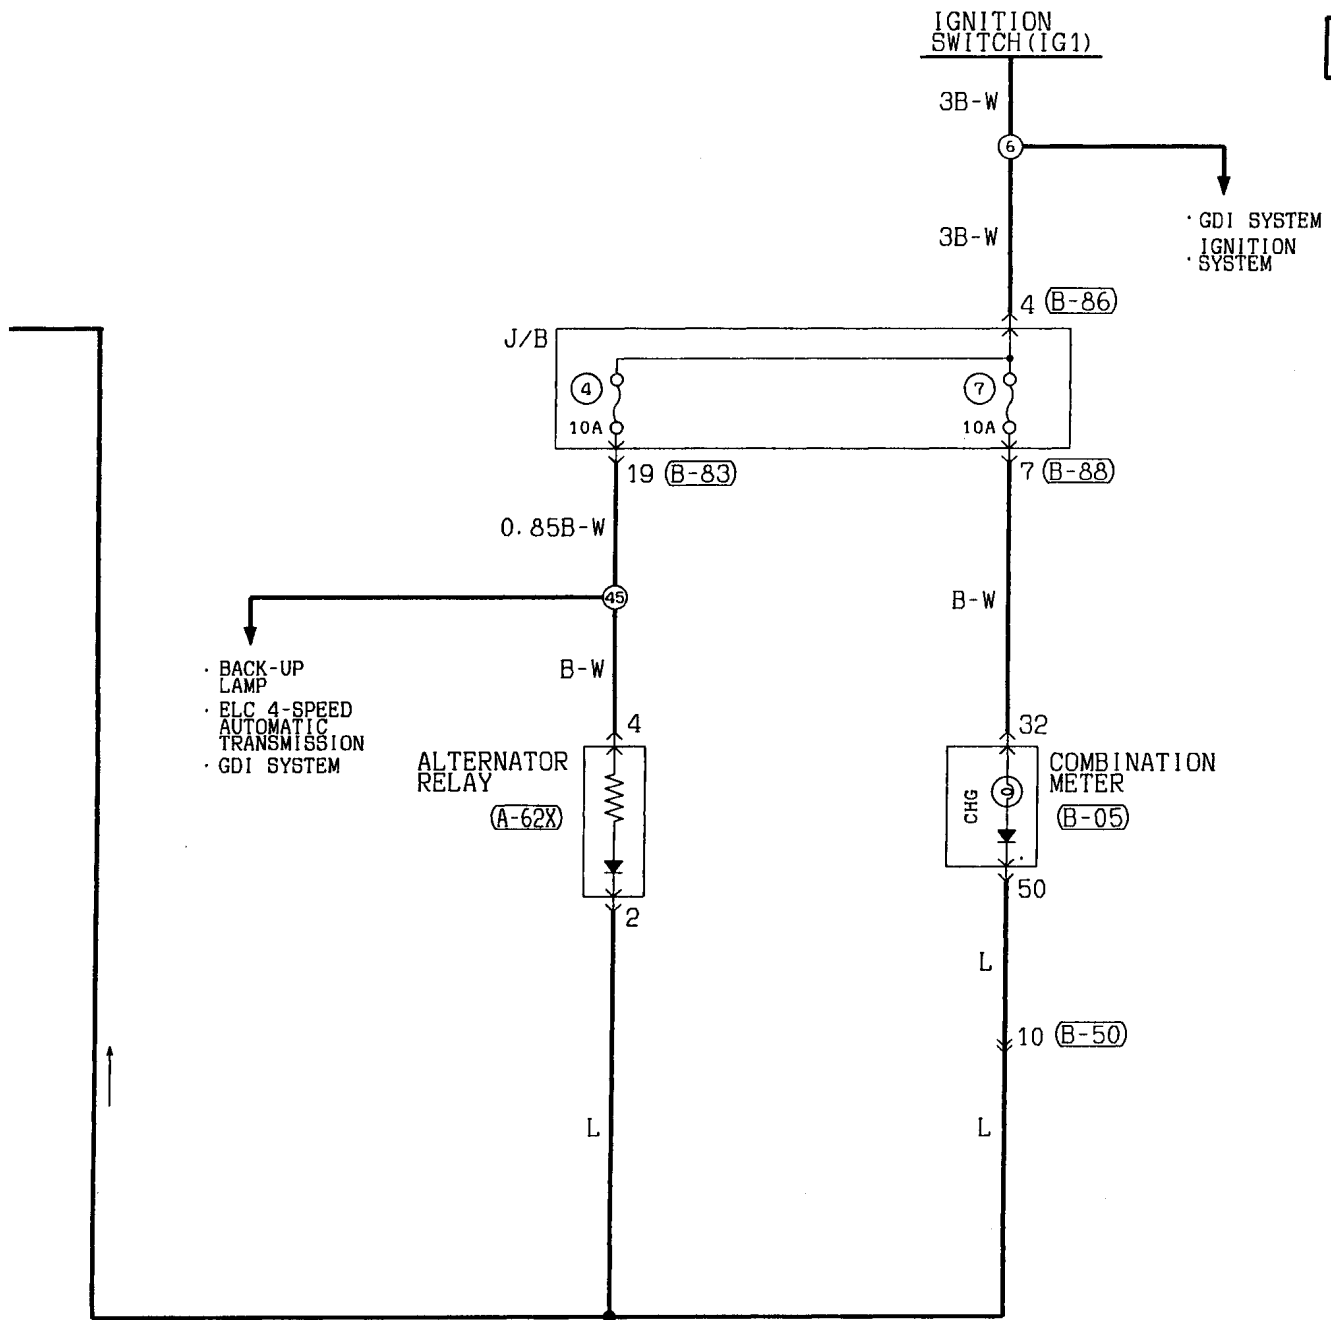 IGNITION
SWITCH(IG1)
3B-W
6
3B-W
· GDI SYSTEM
IGNITION
· SYSTEM
4 (B-86)
J/B
4
7
10A
10A
19 (B-83)
7 (B-88)
0.85B-W
45
B-W
· BACK-UP
LAMP
· ELC 4-SPEED
AUTOMATIC
TRANSMISSION
· GDI SYSTEM
B-W
4
32
ALTERNATOR
RELAY
(A-62X)
CHG
COMBINATION
METER
(B-05)
2
50
L
10 (B-50)
L
L